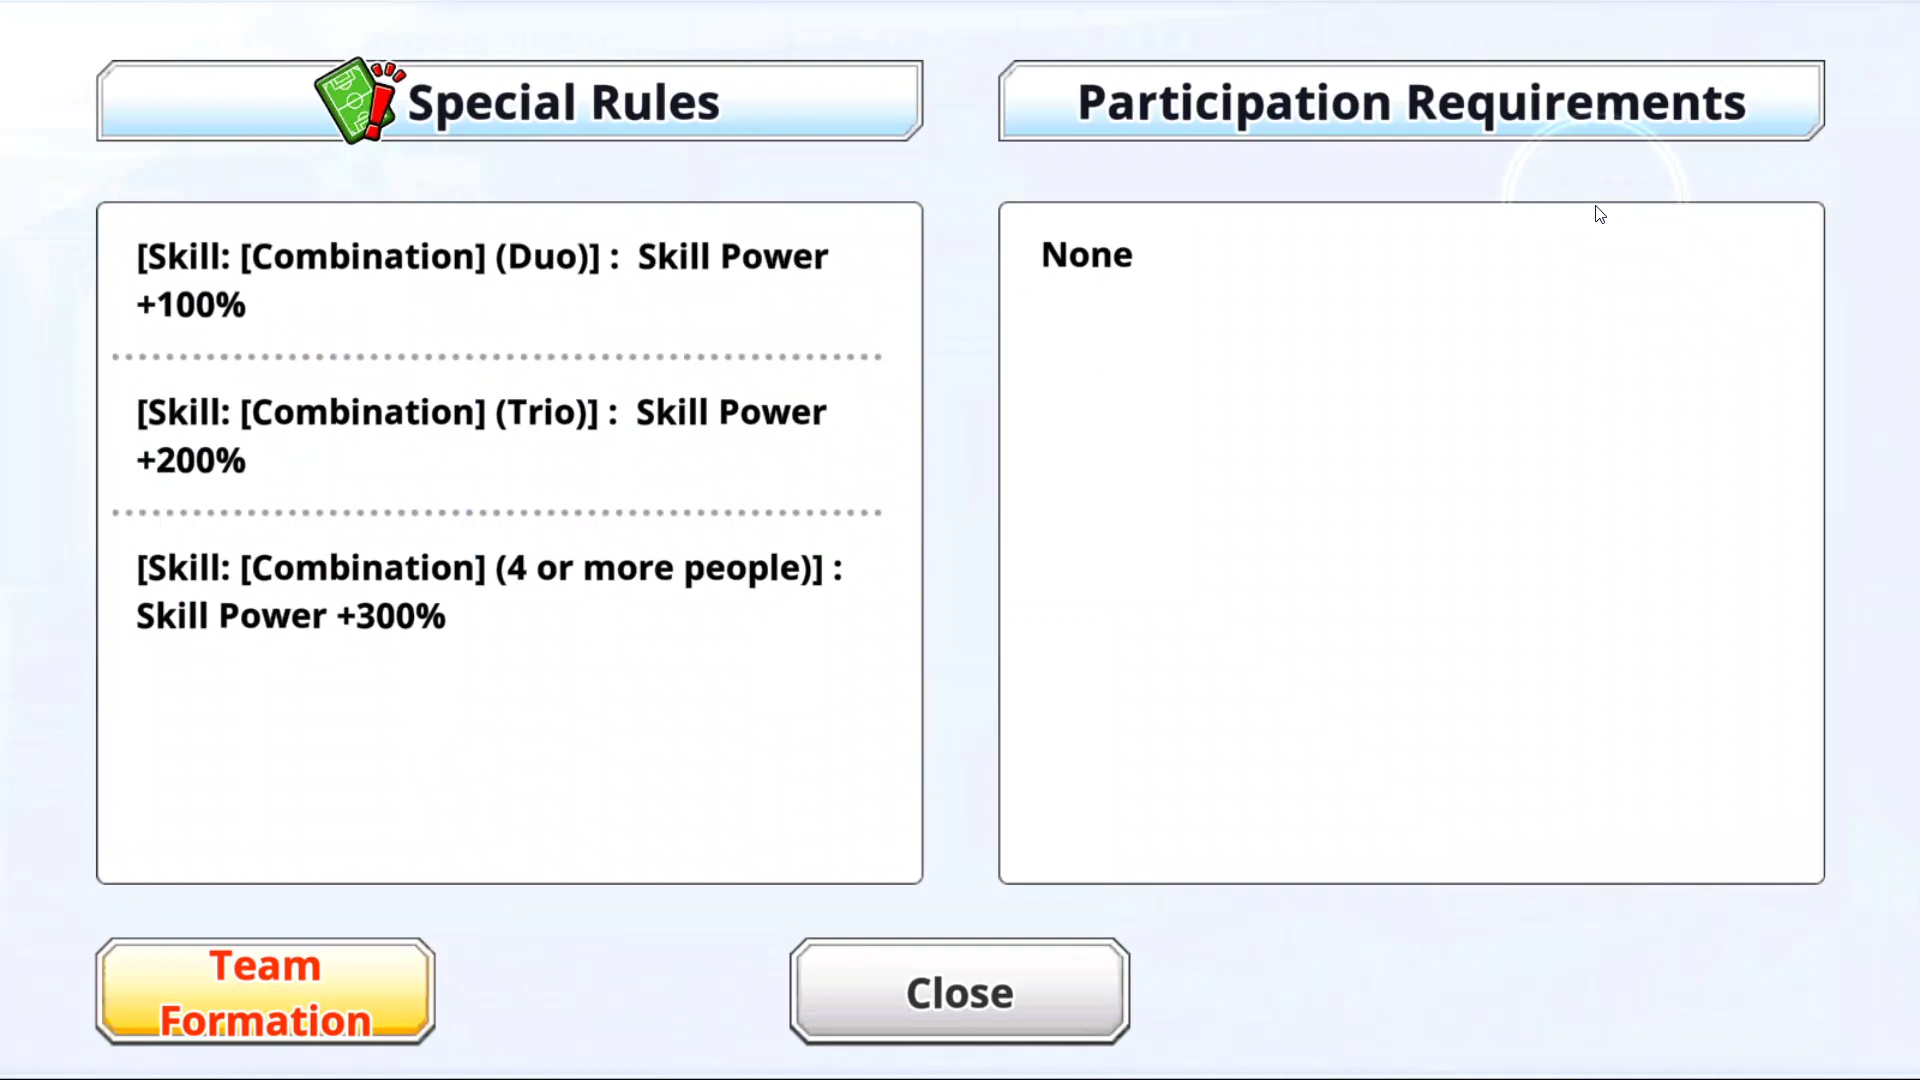 Special Rules
Participation Requirements
[Skill: [Combination] (Duo)] :  Skill Power
+100%
[Skill: [Combination] (Trio)] :  Skill Power
+200%
[Skill: [Combination] (4 or more people)] :
Skill Power +300%
None
Team
Formation
Close